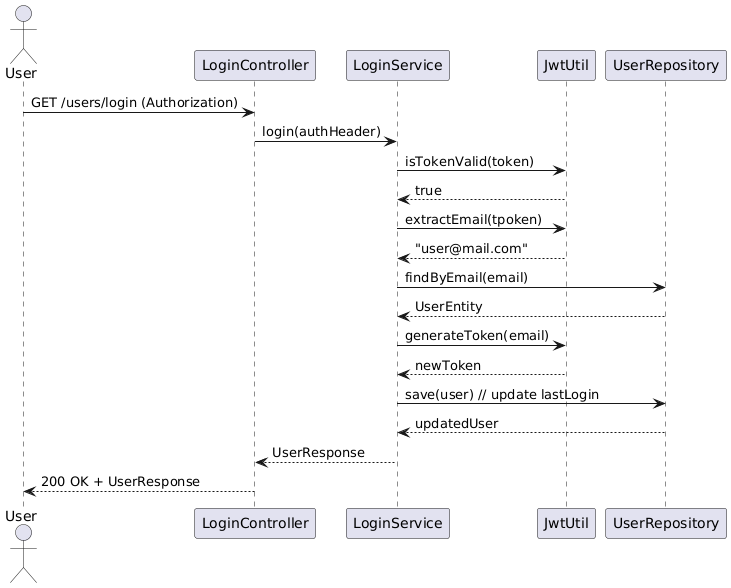 User
LoginController
LoginService
JwtUtil
UserRepository
GET /users/login (Authorization)
login(authHeader)
isTokenValid(token)
true
extractEmail(tpoken)
"user@mail.com"
findByEmail(email)
UserEntity
generateToken(email)
newToken
save(user) // update lastLogin
updatedUser
UserResponse
200 OK + UserResponse
User
LoginController
LoginService
JwtUtil
UserRepository